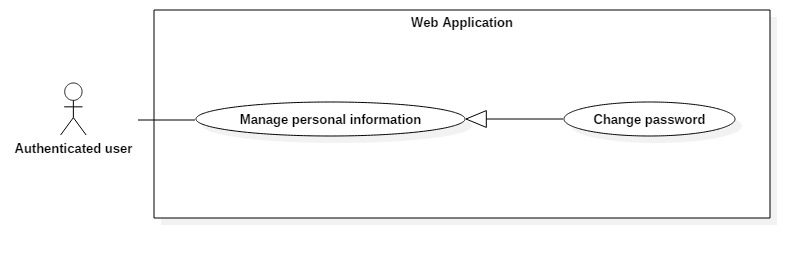 Web Application
Manage personal information
Change password
Authenticated user